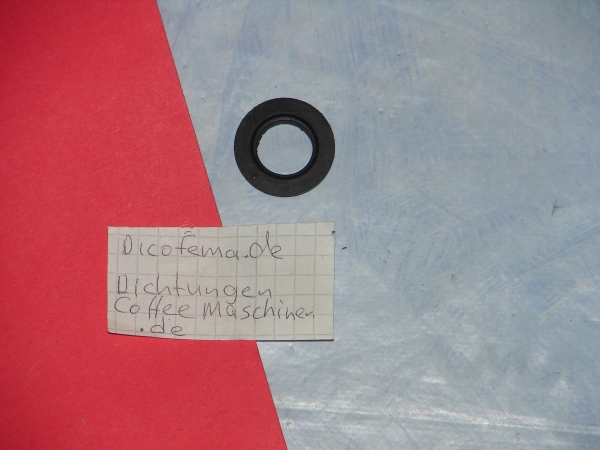 Dicofema.de
Dichtungen
Coffee Maschinen
.de